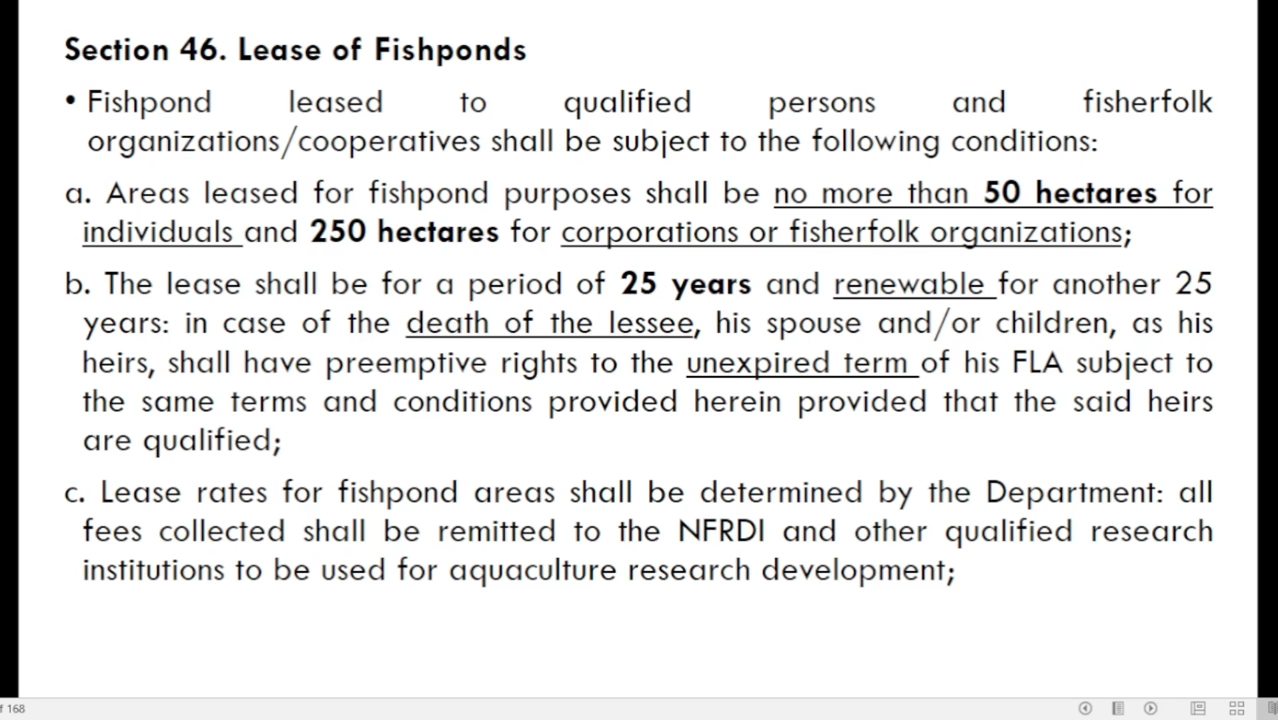 Section 46. Lease of Fishponds
• Fishpond leased to qualified persons and fisherfolk
organizations/cooperatives shall be subject to the following conditions:
a. Areas leased for fishpond purposes shall be no more than 50 hectares for
individuals and 250 hectares for corporations or fisherfolk organizations;
b. The lease shall be for a period of 25 years and renewable for another 25
years: in case of the death of the lessee, his spouse and/or children, as his
heirs, shall have preemptive rights to the unexpired term of his FLA subject to
the same terms and conditions provided herein provided that the said heirs
are qualified;
c. Lease rates for fishpond areas shall be determined by the Department: all
fees collected shall be remitted to the NFRDI and other qualified research
institutions to be used for aquaculture research development;
f 168